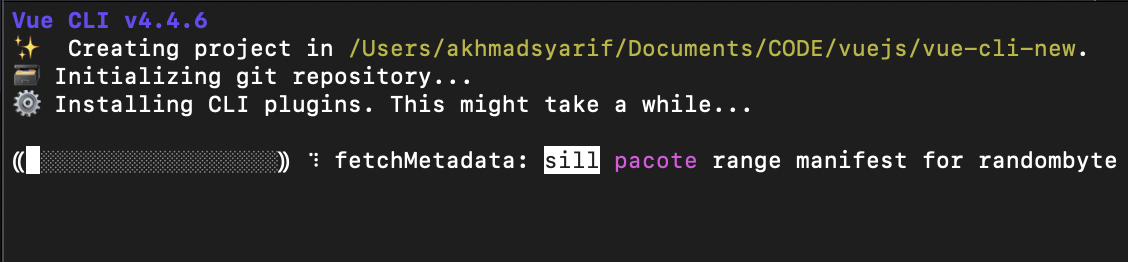 Vue CLI v4.4.6
✨  Creating project in /Users/akhmadsyarif/Documents/CODE/vuejs/vue-cli-new.
🗃 Initializing git repository...
⚙️ Installing CLI plugins. This might take a while...
⸨ ░░░░░░░░░░░░░░░░░⸩ ⠹ fetchMetadata: sill pacote range manifest for randombyte